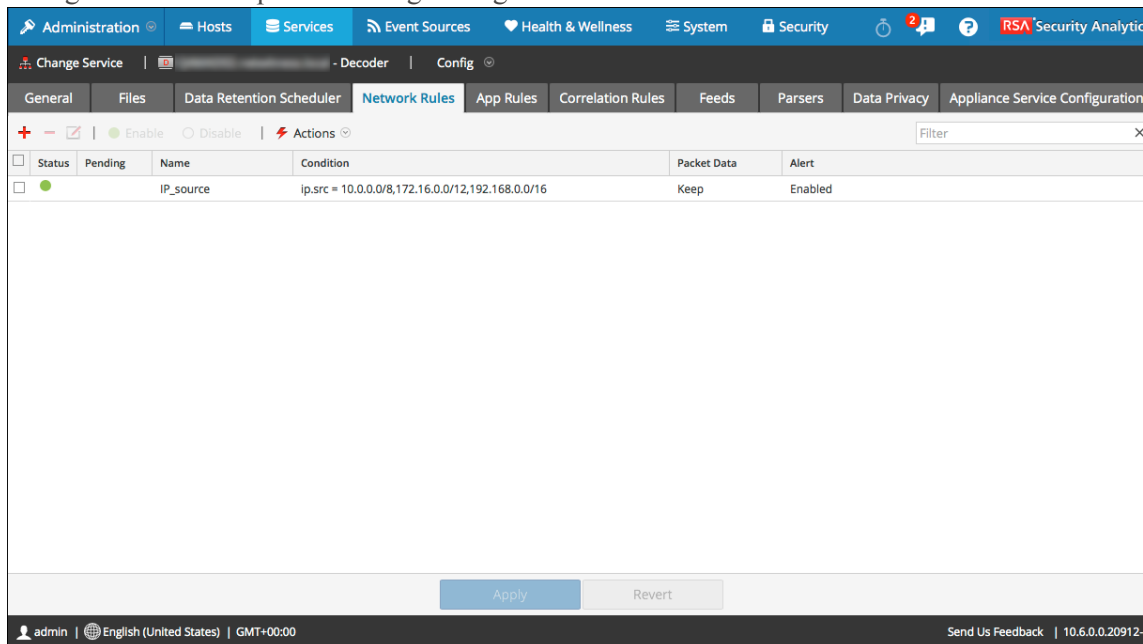 Administration Hosts Services Event Sources Health & Wellness System Security 2 ? RSA Security Analytic
Change Service | D - Decoder | Config
General Files Data Retention Scheduler Network Rules App Rules Correlation Rules Feeds Parsers Data Privacy Appliance Service Configuration
+ - | Enable Disable | Actions Filter X
Status Pending Name Condition Packet Data Alert
IP_source ip.src = 10.0.0.0/8,172.16.0.0/12,192.168.0.0/16 Keep Enabled
Apply Revert
admin | English (United States) | GMT+00:00 Send Us Feedback | 10.6.0.0.20912-